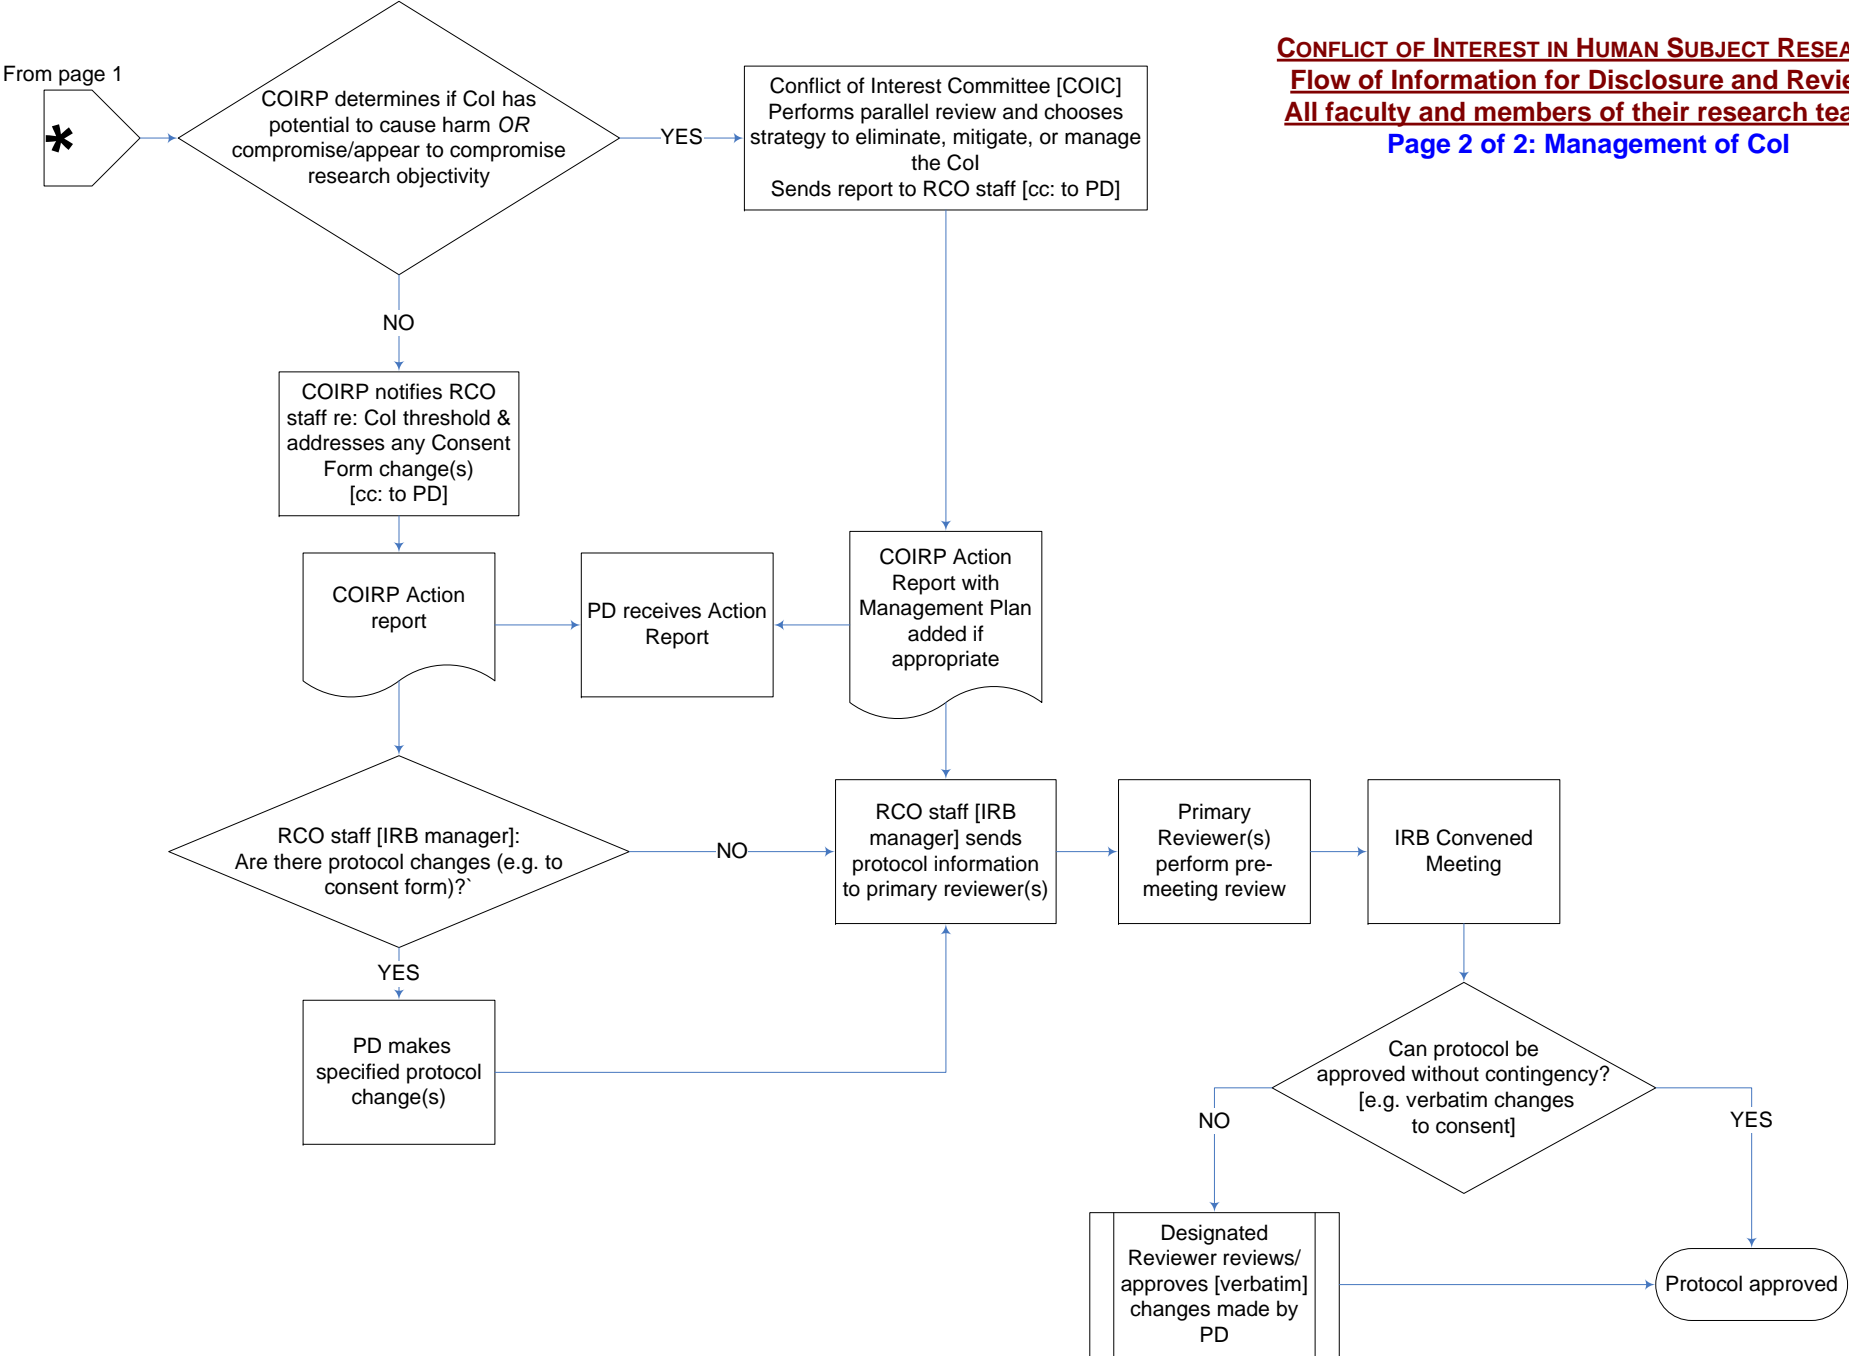 CONFLICT OF INTEREST IN HUMAN SUBJECT
Flow of Information for Disclosure and
All faculty and members of their research
Page 2 of 2: Management of CoI
From page 1
*
COIRP determines if CoI has
potential to cause harm OR
compromise/appear to compromise
research objectivity
YES
Conflict of Interest Committee [COIC]
Performs parallel review and chooses
strategy to eliminate, mitigate, or manage
the CoI
Sends report to RCO staff [cc: to PD]
NO
COIRP notifies RCO
staff re: CoI threshold &
addresses any Consent
Form change(s)
[cc: to PD]
COIRP Action
report
PD receives Action
Report
COIRP Action
Report with
Management Plan
added if
appropriate
RCO staff [IRB manager]:
Are there protocol changes (e.g. to
consent form)?`
NO
RCO staff [IRB
manager] sends
protocol information
to primary reviewer(s)
Primary
Reviewer(s)
perform pre-
meeting review
IRB Convened
Meeting
YES
PD makes
specified protocol
change(s)
Can protocol be
approved without contingency?
[e.g. verbatim changes
to consent]
NO
YES
Designated
Reviewer reviews/
approves [verbatim]
changes made by
PD
Protocol approved